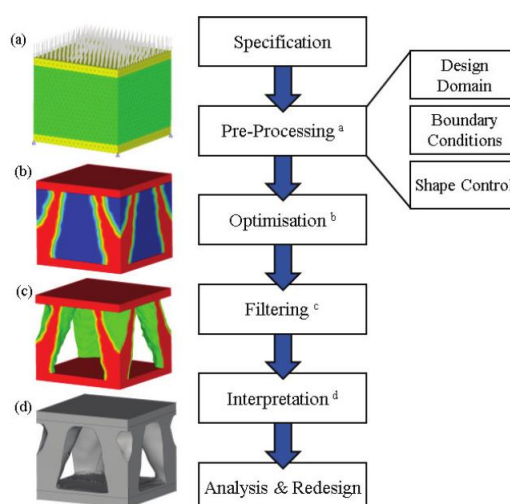 (a)
Specification
Design
Domain
Pre-Processing a
Boundary
Conditions
Shape Control
(b)
Optimisation b
(c)
Filtering c
Interpretation d
(d)
Analysis & Redesign